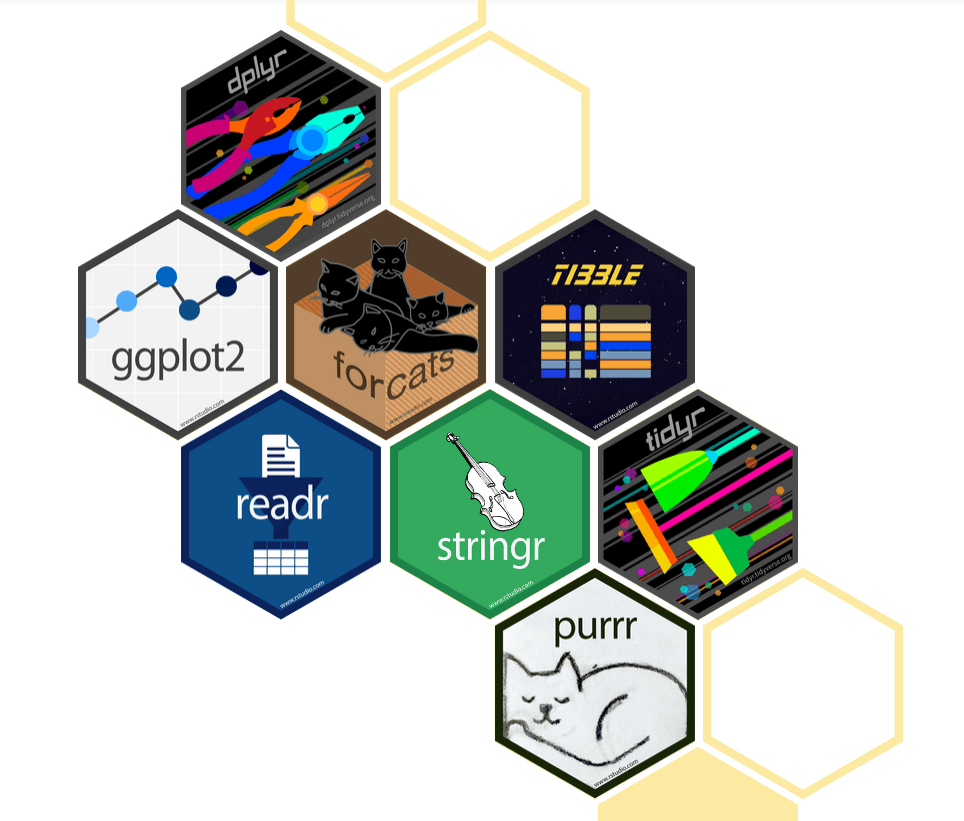 dplyr
dplyr.tidyverse.org
ggplot2
www.rstudio.com
forcats
www.rstudio.com
TIBBLE
www.rstudio.com
readr
www.rstudio.com
stringr
www.rstudio.com
tidyr
tidyr.tidyverse.org
purrr
www.rstudio.com